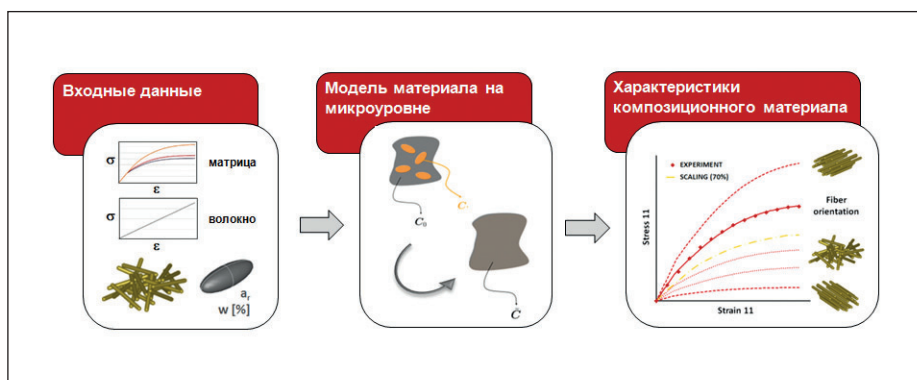 Входные данные
σ
матрица
ε
σ
волокно
ε
aᵣ
w [%]
Модель материала на
микроуровне
C₀
C
Характеристики
композиционного материала
EXPERIMENT
SCALING (70%)
Fiber
orientation
Stress 11
Strain 11